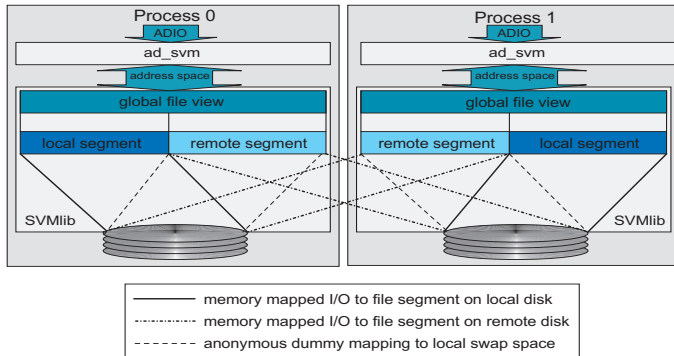 Process 0
ADIO
ad_svm
address space
global file view
local segment
remote segment
SVMlib
Process 1
ADIO
ad_svm
address space
global file view
remote segment
local segment
SVMlib
memory mapped I/O to file segment on local disk
memory mapped I/O to file segment on remote disk
anonymous dummy mapping to local swap space